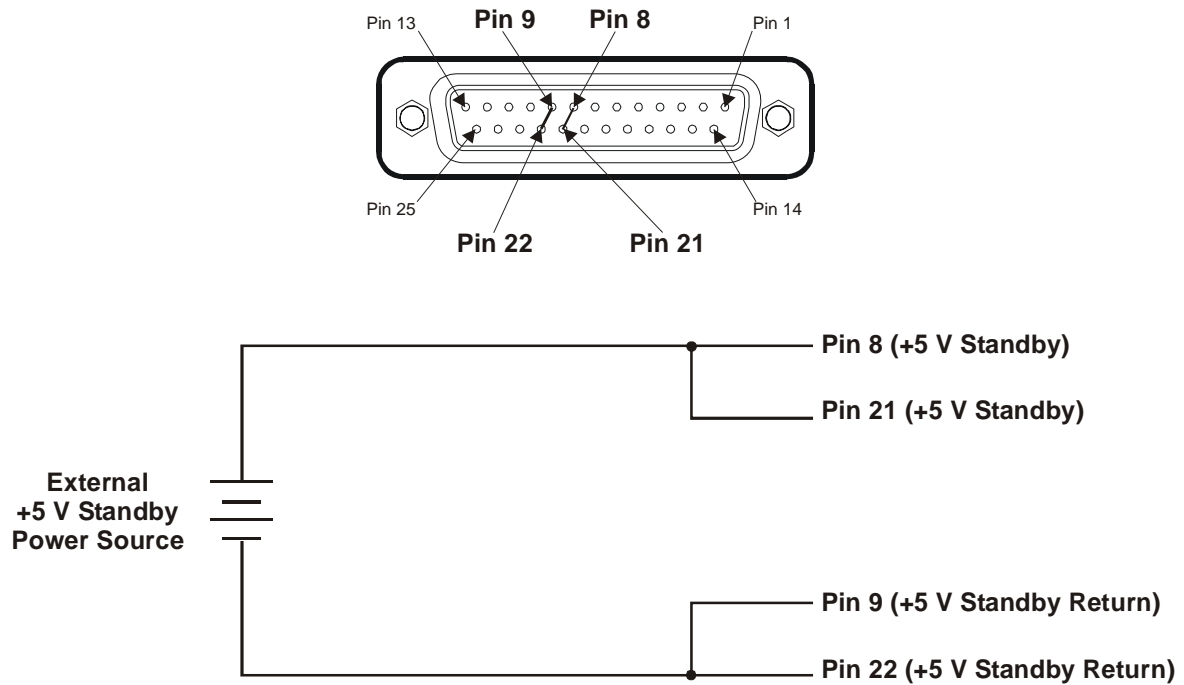 Pin 13
Pin 9
Pin 8
Pin 1
Pin 25
Pin 14
Pin 22
Pin 21
Pin 8 (+5 V Standby)
Pin 21 (+5 V Standby)
External
+5 V Standby
Power Source
Pin 9 (+5 V Standby Return)
Pin 22 (+5 V Standby Return)